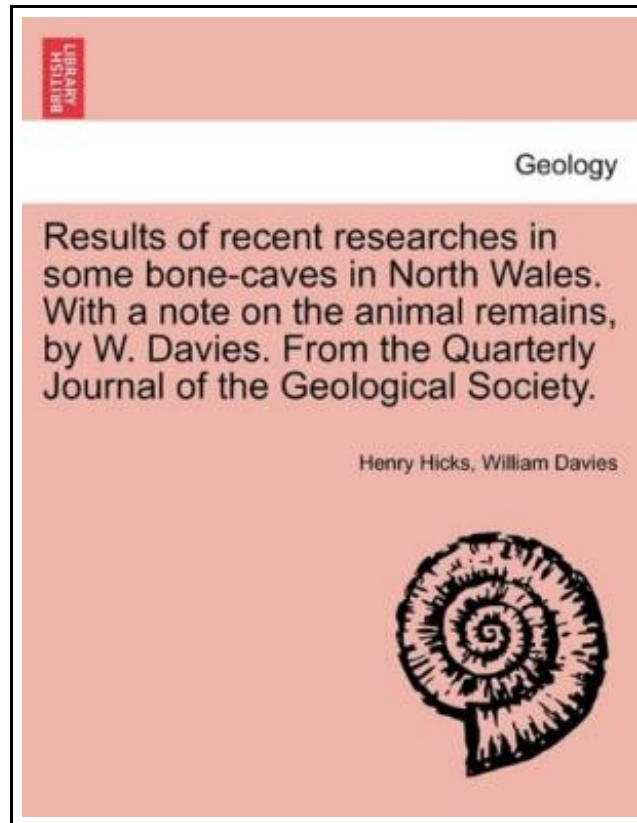 BRITISH
LIBRARY
Geology
Results of recent researches in
some bone-caves in North Wales.
With a note on the animal remains,
by W. Davies. From the Quarterly
Journal of the Geological Society.
Henry Hicks, William Davies